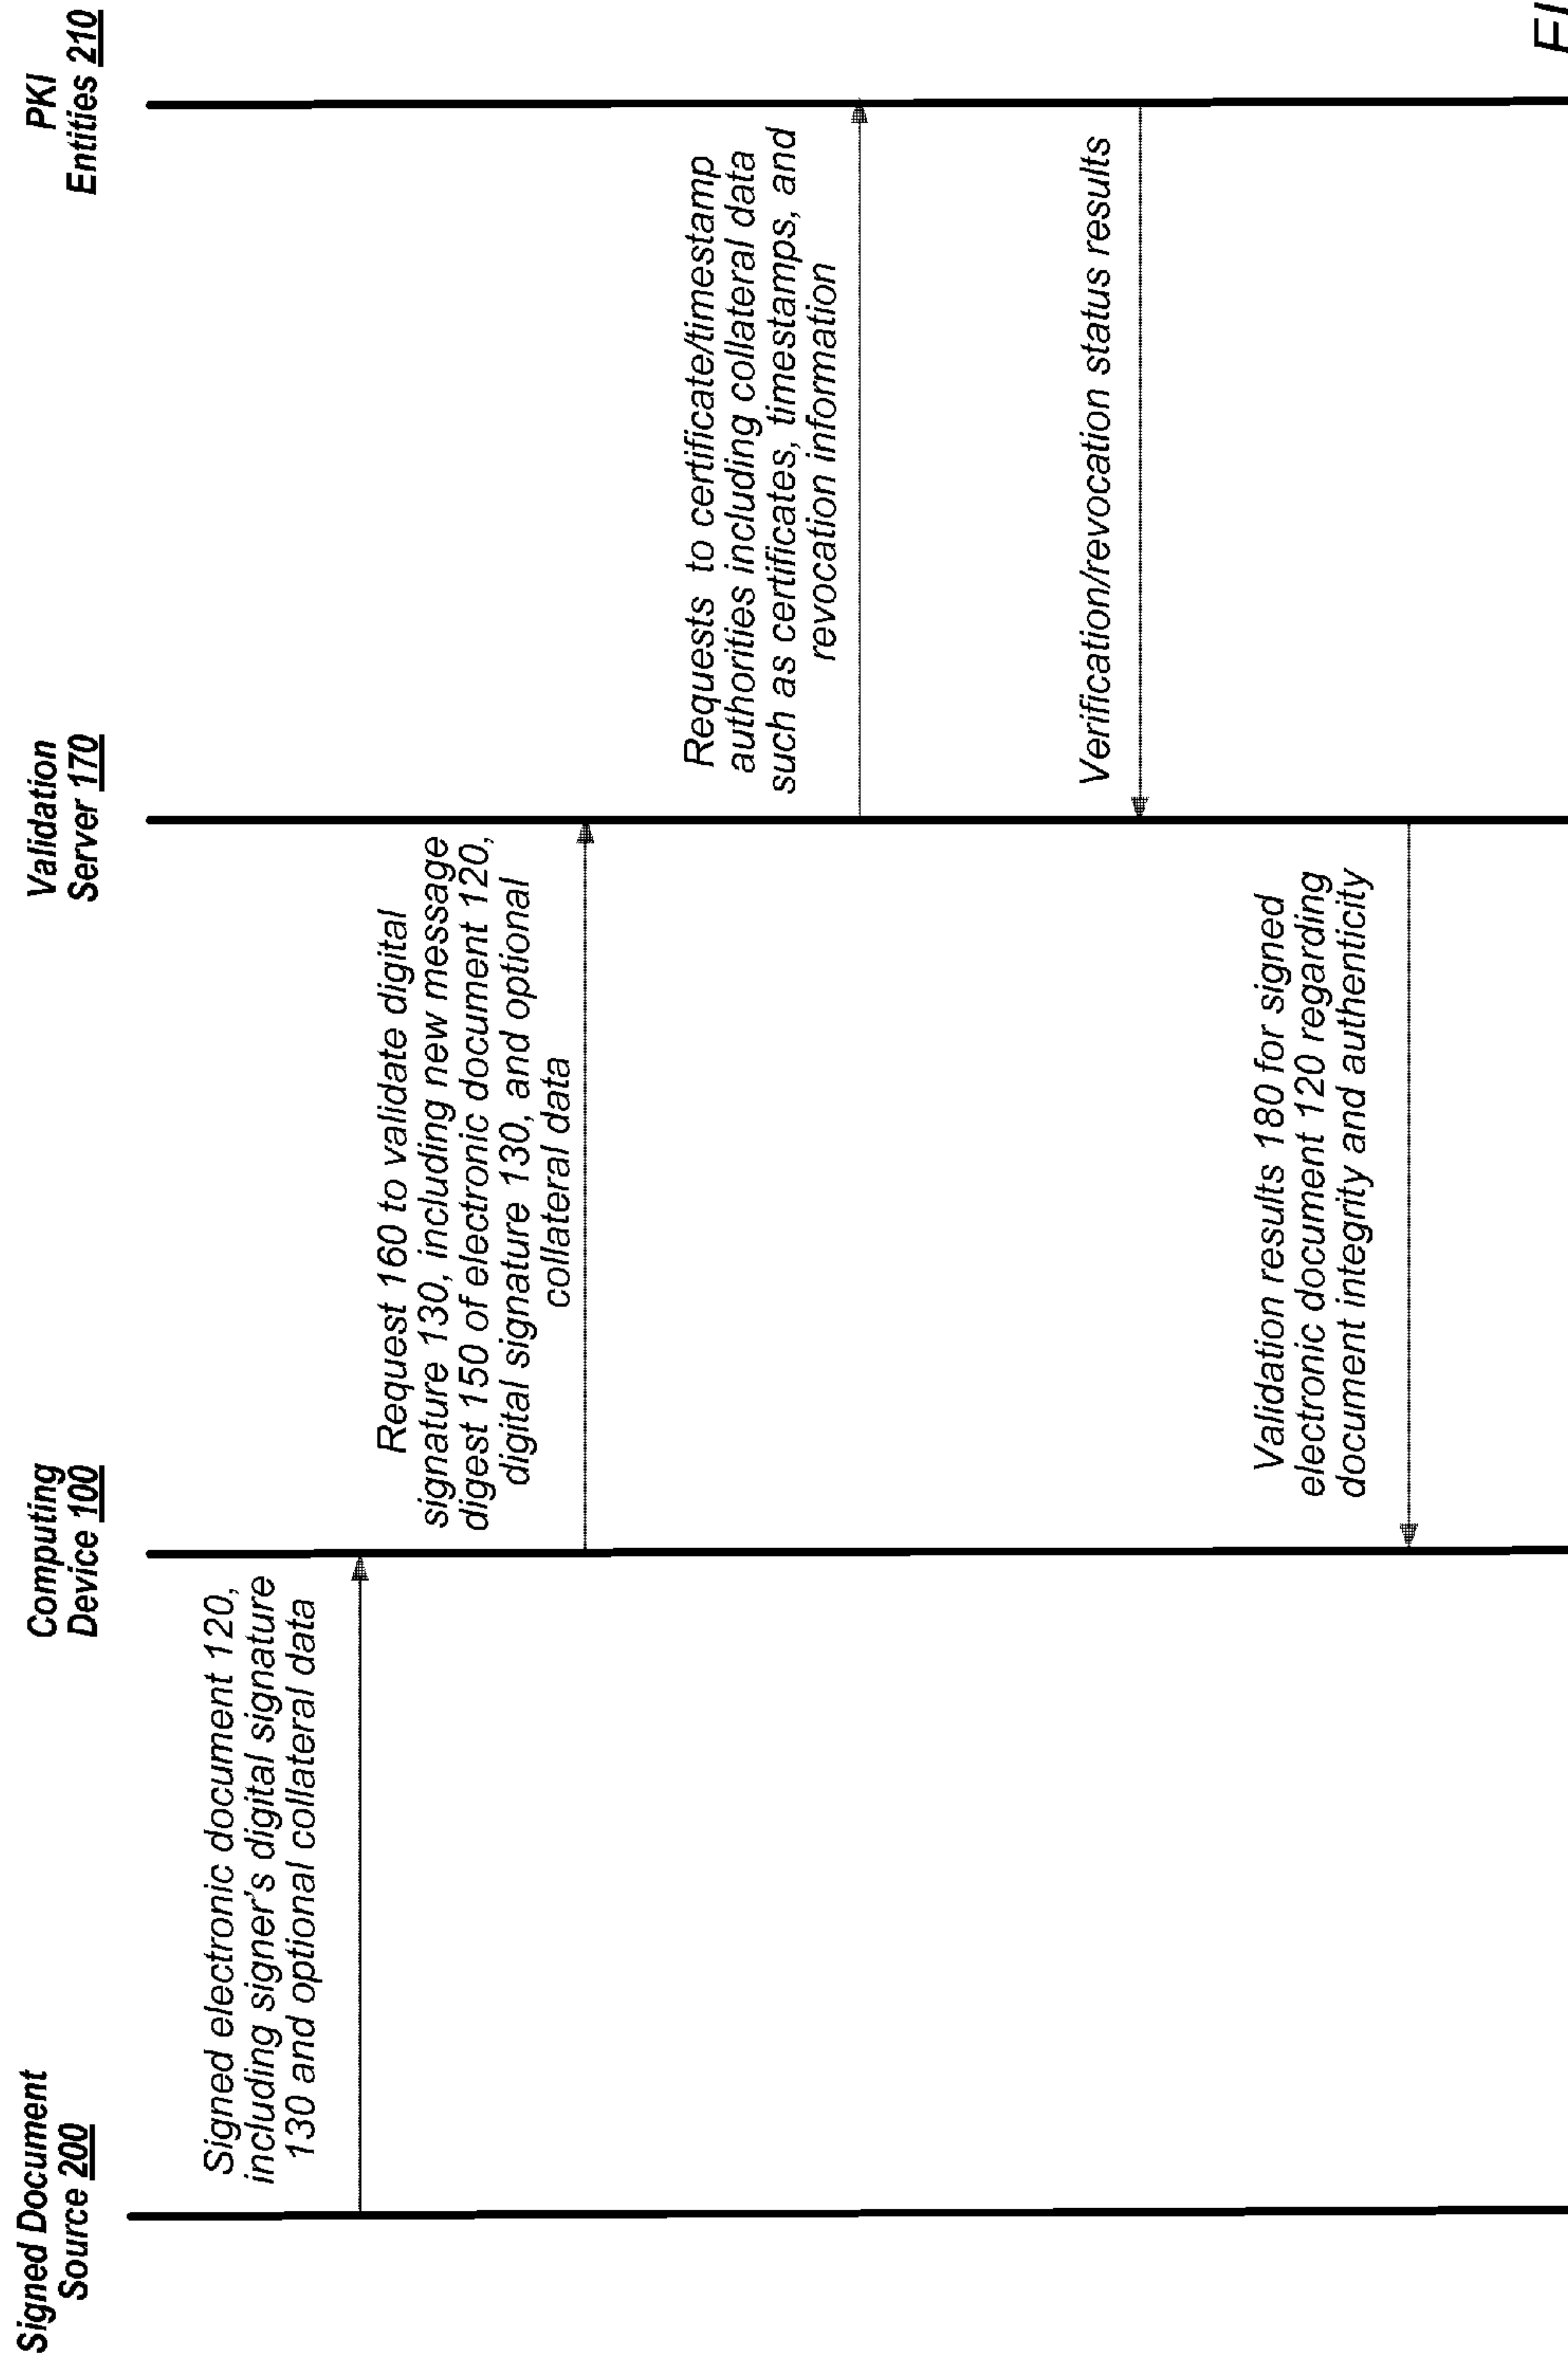 Signed Document
Source 200
Computing
Device 100
Validation
Server 170
PKI
Entities 210
Signed electronic document 120,
including signer's digital signature
130 and optional collateral data
Request 160 to validate digital
signature 130, including new message
digest 150 of electronic document 120,
digital signature 130, and optional
collateral data
Requests to certificate/timestamp
authorities including collateral data
such as certificates, timestamps, and
revocation information
Verification/revocation status results
Validation results 180 for signed
electronic document 120 regarding
document integrity and authenticity